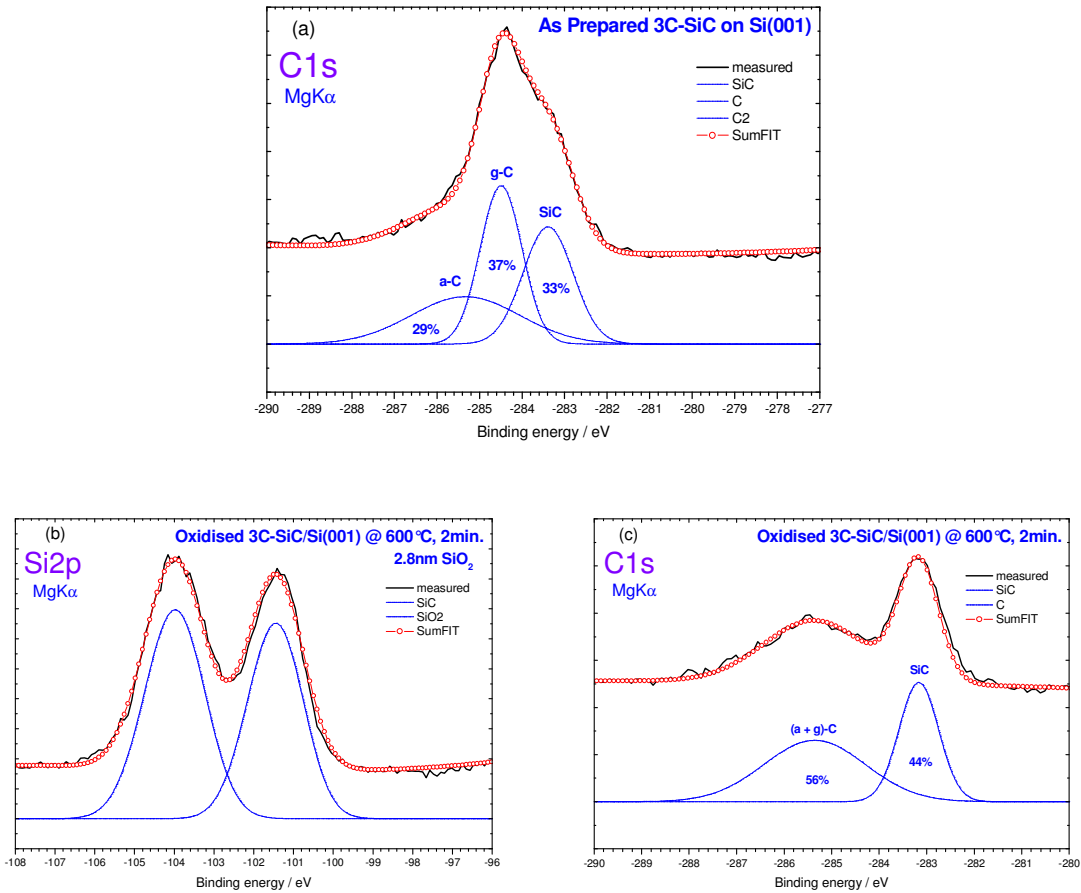 (a)
As Prepared 3C-SiC on Si(001)
C1s
MgKα
measured
SiC
C
C2
SumFIT
g-C
SiC
37%
33%
a-C
29%
-290 -289 -288 -287 -286 -285 -284 -283 -282 -281 -280 -279 -278 -277
Binding energy / eV
(b)
Oxidised 3C-SiC/Si(001) @ 600°C, 2min.
2.8nm SiO₂
Si2p
MgKα
measured
SiC
SiO2
SumFIT
-108 -107 -106 -105 -104 -103 -102 -101 -100 -99 -98 -97 -96
Binding energy / eV
(c)
Oxidised 3C-SiC/Si(001) @ 600°C, 2min.
C1s
MgKα
measured
SiC
C
SumFIT
SiC
(a + g)-C
44%
56%
-290 -289 -288 -287 -286 -285 -284 -283 -282 -281 -280
Binding energy / eV